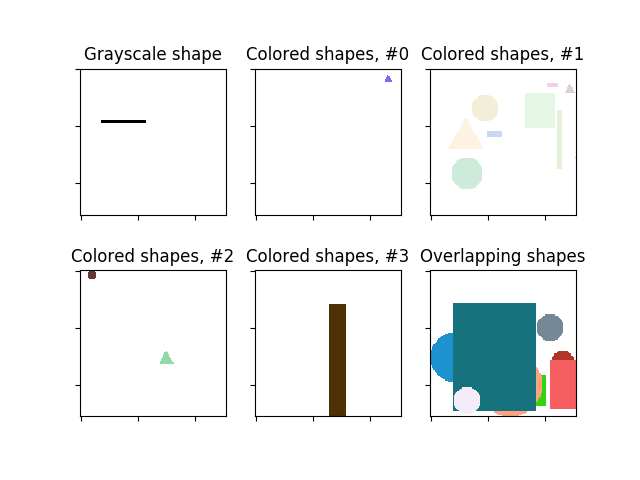 Grayscale shape
Colored shapes, #0
Colored shapes, #1
Colored shapes, #2
Colored shapes, #3
Overlapping shapes